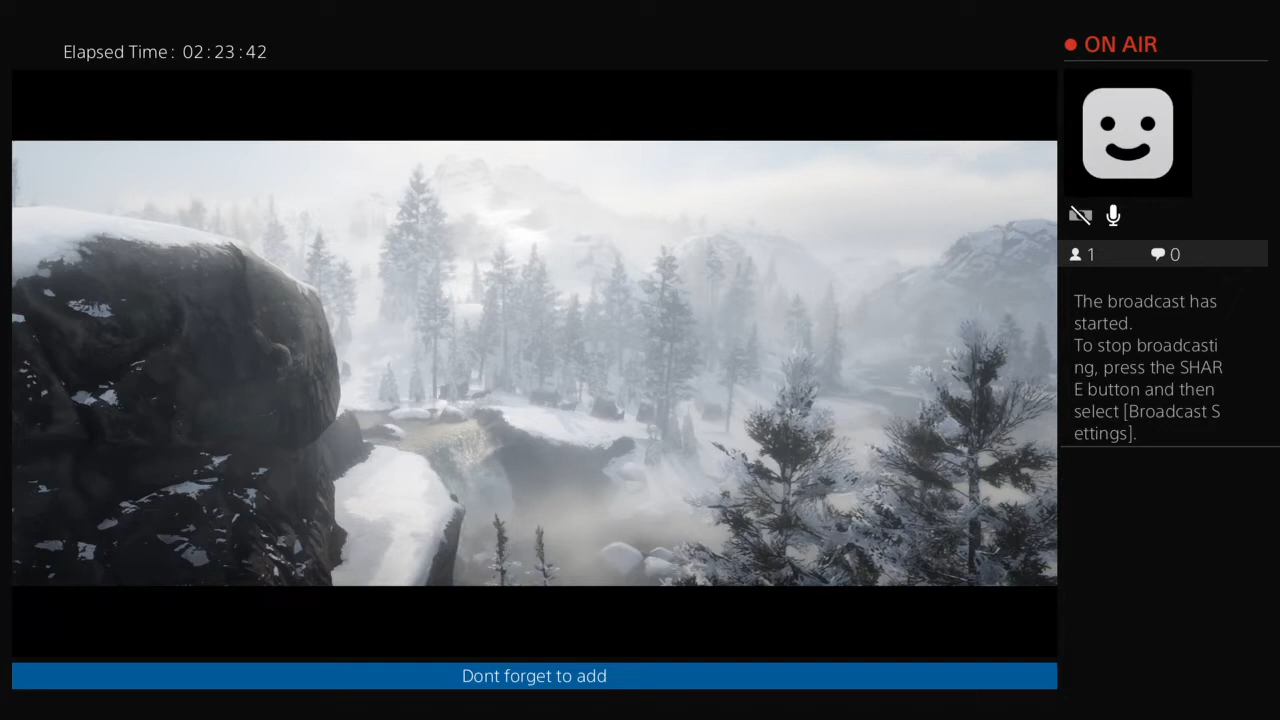 Elapsed Time: 02:23:42
ON AIR
1 0
The broadcast has
started.
To stop broadcasti
ng, press the SHAR
E button and then
select [Broadcast S
ettings].
Dont forget to add